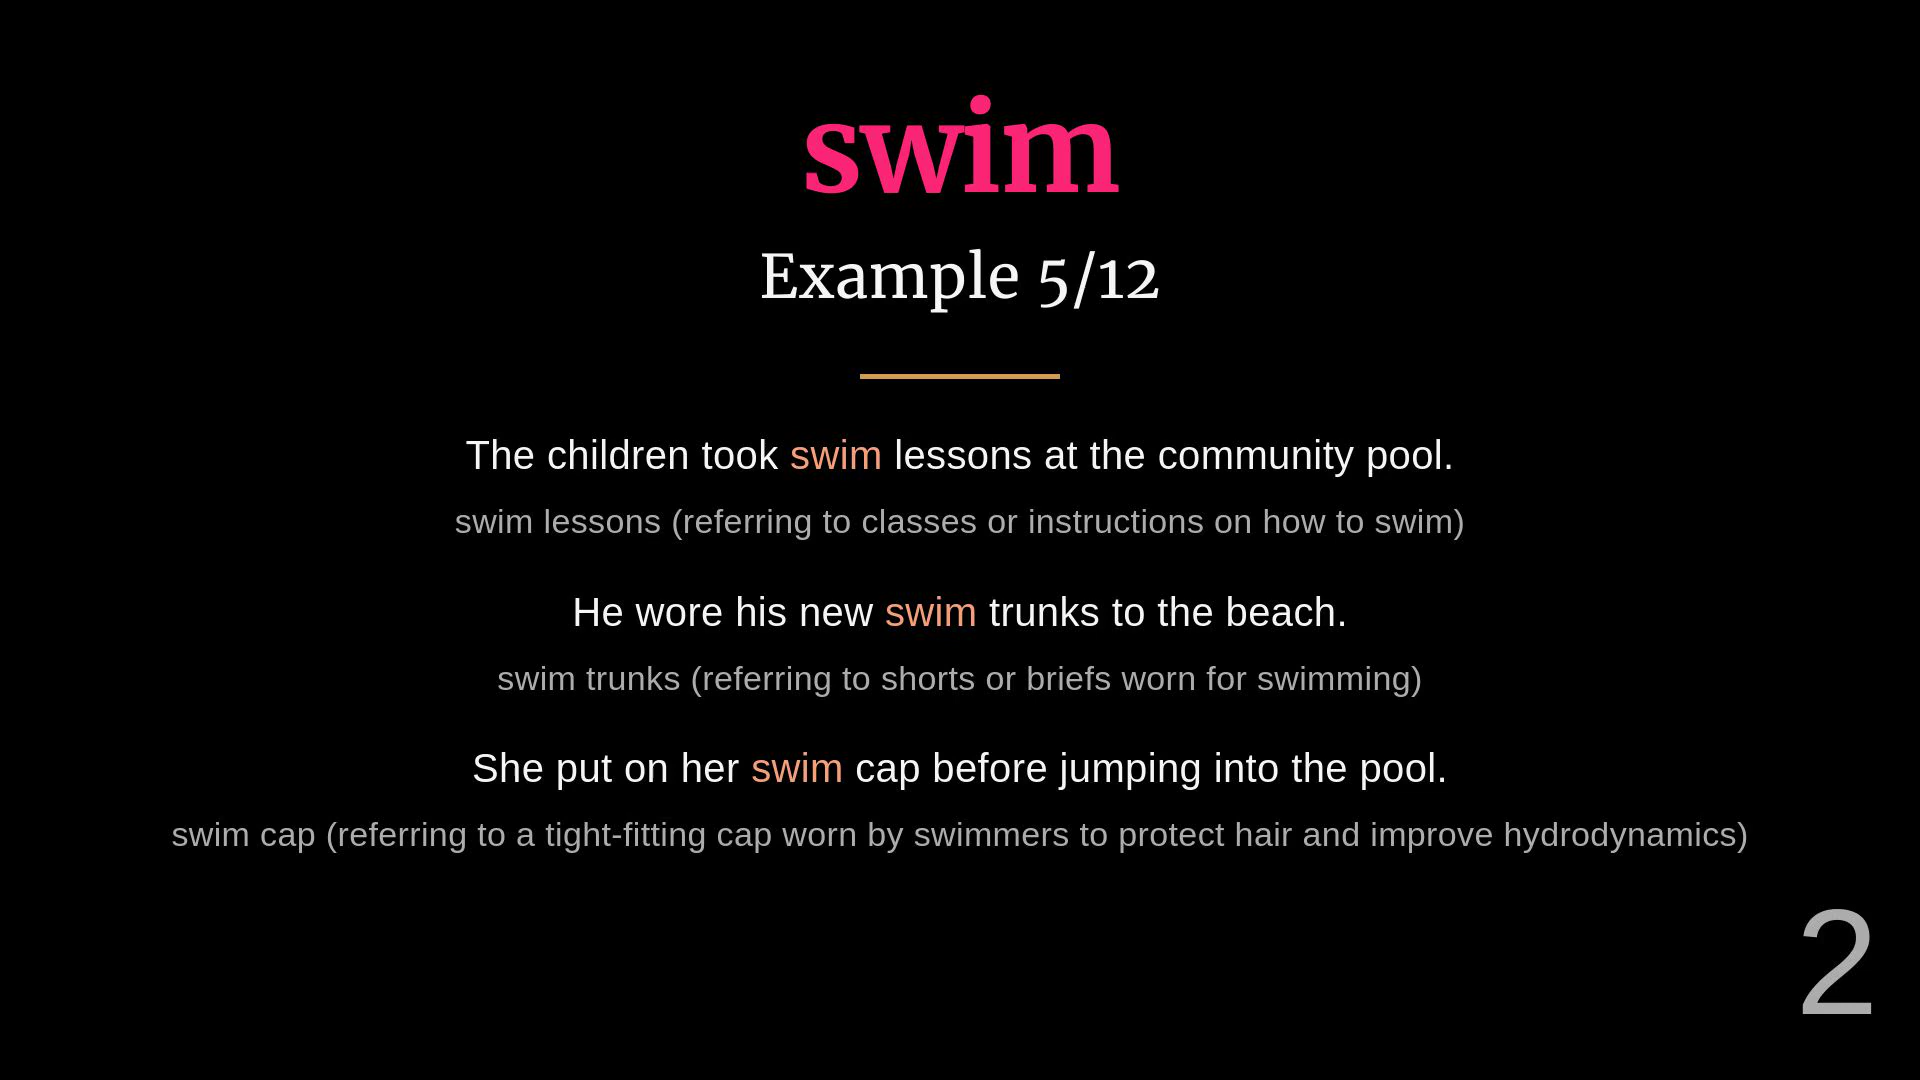 swim
Example 5/12
The children took swim lessons at the community pool.
swim lessons (referring to classes or instructions on how to swim)
He wore his new swim trunks to the beach.
swim trunks (referring to shorts or briefs worn for swimming)
She put on her swim cap before jumping into the pool.
swim cap (referring to a tight-fitting cap worn by swimmers to protect hair and improve hydrodynamics)
2